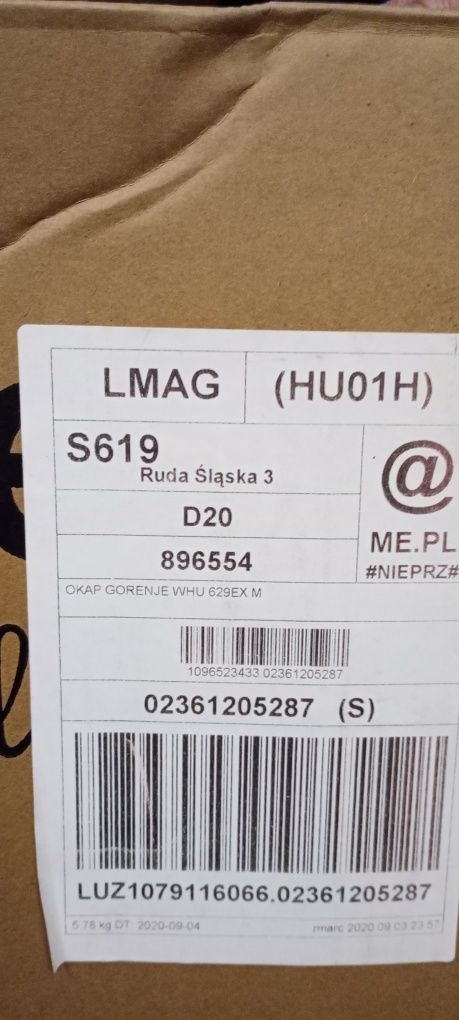 LMAG (HU01H)
S619
Ruda Śląska 3
D20
896554
@
ME.PL
#NIEPRZ#
OKAP GORENJE WHU 629EX M
1096523433.02361205287
02361205287 (S)
LUZ1079116066.02361205287
5.78 kg DT 2020-09-04 rmarc 2020 09 03 23 57